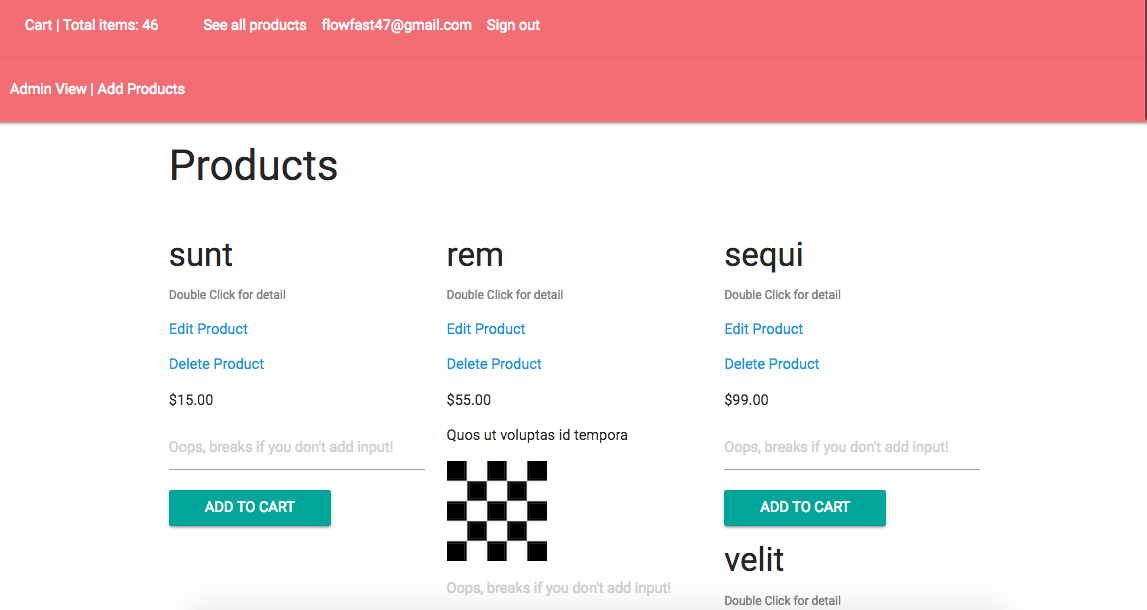 Cart | Total items: 46 See all products flowfast47@gmail.com Sign out
Admin View | Add Products
Products
sunt
Double Click for detail
Edit Product
Delete Product
$15.00
Oops, breaks if you don't add input!
ADD TO CART
rem
Double Click for detail
Edit Product
Delete Product
$55.00
Quos ut voluptas id tempora
Oops, breaks if you don't add input!
sequi
Double Click for detail
Edit Product
Delete Product
$99.00
Oops, breaks if you don't add input!
ADD TO CART
velit
Double Click for detail